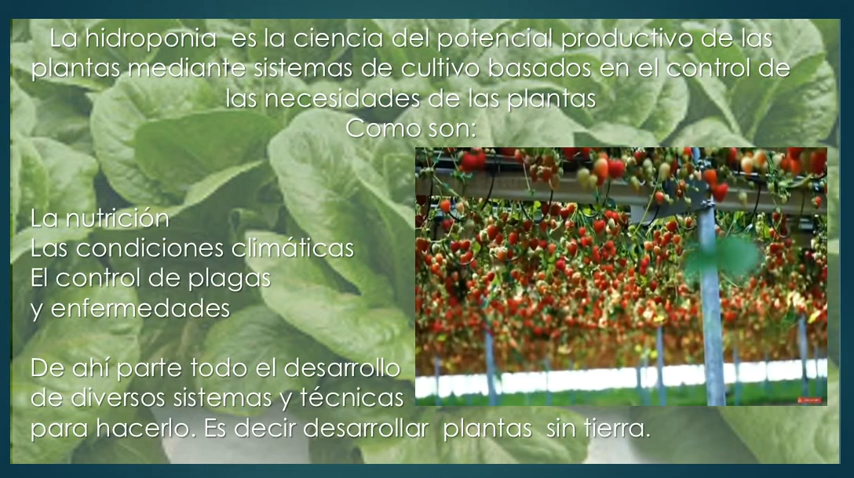 La hidroponia es la ciencia del potencial productivo de las
plantas mediante sistemas de cultivo basados en el control de
las necesidades de las plantas
Como son:
La nutrición
Las condiciones climáticas
El control de plagas
y enfermedades
De ahí parte todo el desarrollo
de diversos sistemas y técnicas
para hacerlo. Es decir desarrollar plantas sin tierra.